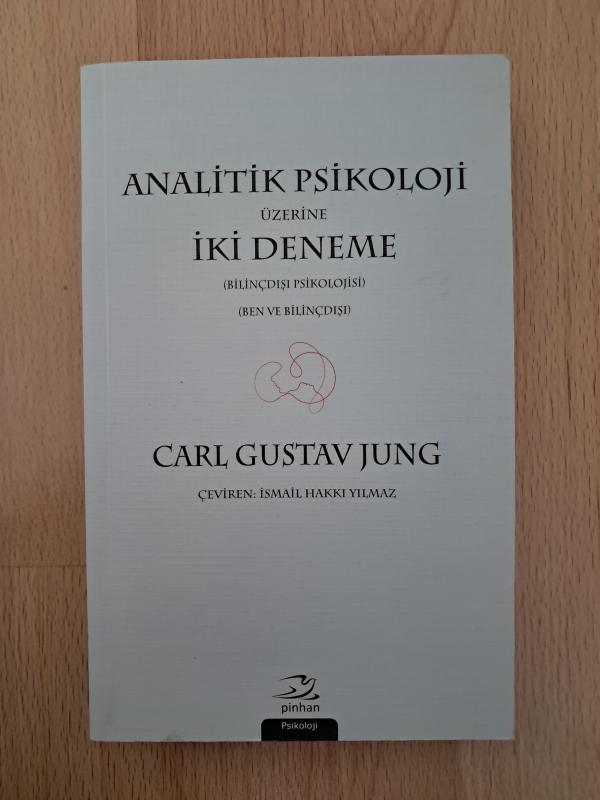 ANALİTİK PSİKOLOJİ
ÜZERİNE
İKİ DENEME
(BİLİNÇDIŞI PSİKOLOJİSİ)
(BEN VE BİLİNÇDIŞI)
CARL GUSTAV JUNG
ÇEVİREN: İSMAİL HAKKI YILMAZ
pinhan
Psikoloji